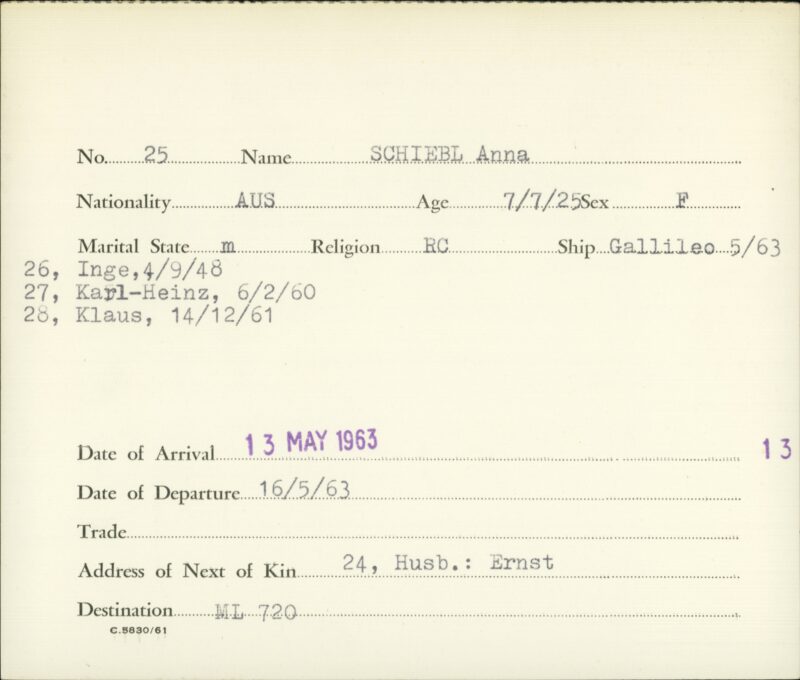 No. 25 Name SCHIEBL Anna
Nationality AUS Age 7/7/25 Sex F
Marital State m Religion RC Ship Gallileo 5/63
26, Inge,4/9/48
27, Karl-Heinz, 6/2/60
28, Klaus, 14/12/61
Date of Arrival 13 MAY 1963 13
Date of Departure 16/5/63
Trade
Address of Next of Kin 24, Husb.: Ernst
Destination ML 720
C.5830/61